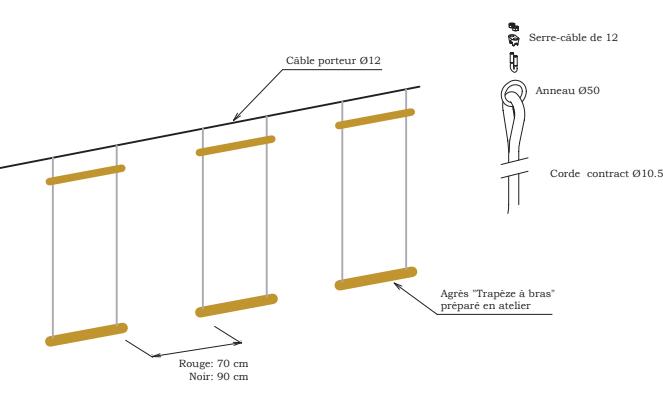 Serre-câble de 12
Câble porteur Ø12
Anneau Ø50
Corde contract Ø10.5
Agrès "Trapèze à bras"
préparé en atelier
Rouge: 70 cm
Noir: 90 cm